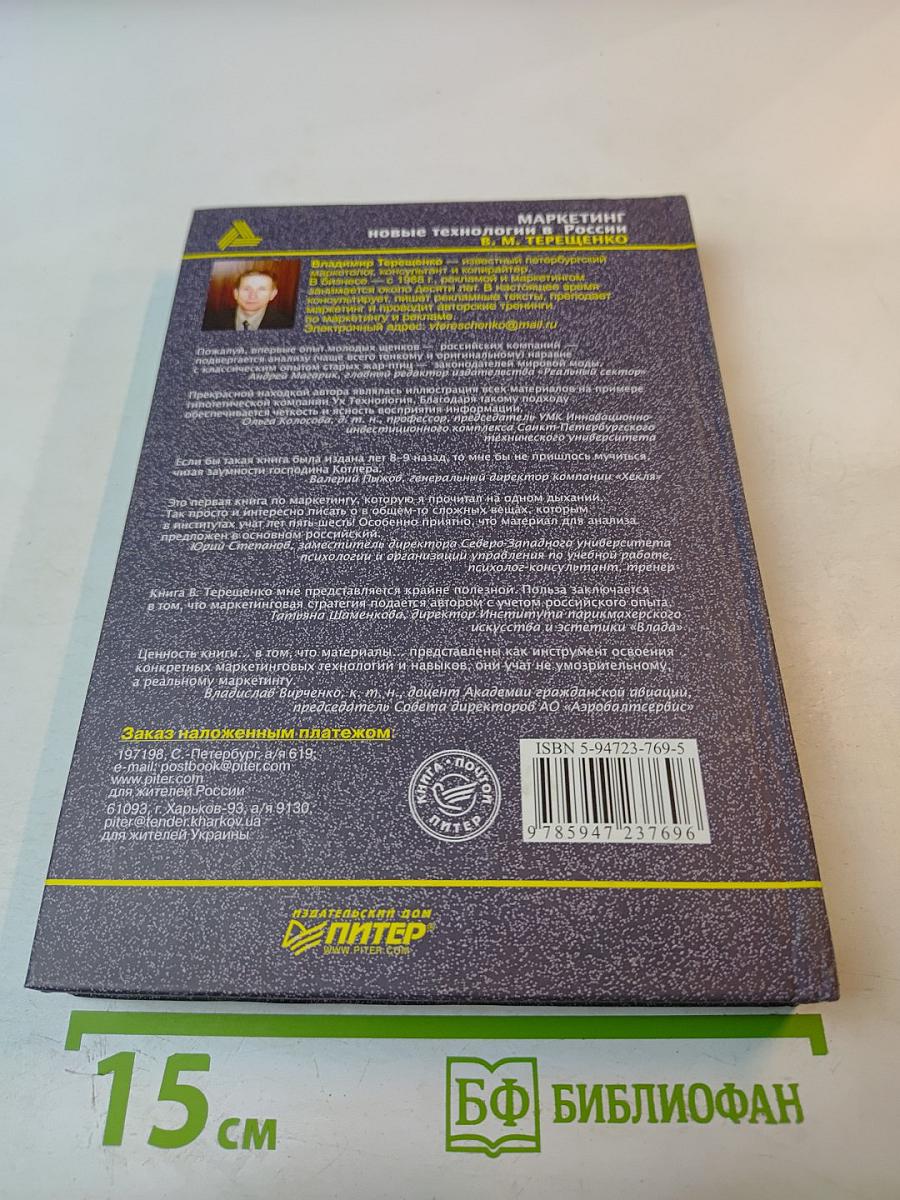 МАРКЕТИНГ
новые технологии в России
В. М. ТЕРЕЩЕНКО
Владимир Терещенко — известный петербургский
маркетолог, консультант и копирайтер.
В бизнесе — с 1988 г., рекламой и маркетингом
занимается около десяти лет. В настоящее время
консультирует, пишет рекламные тексты, преподает
маркетинг и проводит авторские тренинги
по маркетингу и рекламе.
Электронный адрес: vtereschenko@mail.ru
Пожалуй, впервые опыт молодых щенков — российских компаний —
подвергается анализу (чаще всего тонкому и оригинальному) наравне
с классическим опытом старых жар-птиц — законодателей мировой моды.
Андрей Магарик, главный редактор издательства «Реальный сектор»
Прекрасной находкой автора являлась иллюстрация всех материалов на примере
гипотетической компании Ух Технология. Благодаря такому подходу
обеспечивается четкость и ясность восприятия информации.
Ольга Колосова, д. т. н., профессор, председатель УМК Инновационно-
инвестиционного комплекса Санкт-Петербургского
технического университета
Если бы такая книга была издана лет 8–9 назад, то мне бы не пришлось мучиться,
читая заумности господина Котлера.
Валерий Пыжов, генеральный директор компании «Хекля»
Это первая книга по маркетингу, которую я прочитал на одном дыхании.
Так просто и интересно писать о в общем-то сложных вещах, которым
в институтах учат лет пять-шесть! Особенно приятно, что материал для анализа
предложен в основном российский.
Юрий Степанов, заместитель директора Северо-Западного университета
психологии и организаций управления по учебной работе,
психолог-консультант, тренер
Книга В. Терещенко мне представляется крайне полезной. Польза заключается
в том, что маркетинговая стратегия подается автором с учетом российского опыта.
Татьяна Шаменкова, директор Института парикмахерского
искусства и эстетики «Влада»
Ценность книги... в том, что материалы... представлены как инструмент освоения
конкретных маркетинговых технологий и навыков, они учат не умозрительному,
а реальному маркетингу.
Владислав Вирченко, к. т. н., доцент Академии гражданской авиации,
председатель Совета директоров АО «Аэробалтсервис»
Заказ наложенным платежом:
197198, С.-Петербург, а/я 619,
e-mail: postbook@piter.com
www.piter.com
для жителей России
61093, г. Харьков-93, а/я 9130,
piter@tender.kharkov.ua
для жителей Украины
КНИГА • ПОЧТОЙ
ПИТЕР
ISBN 5-94723-769-5
9 785947 237696
ИЗДАТЕЛЬСКИЙ ДОМ
ПИТЕР®
WWW.PITER.COM
15 см
БФ БИБЛИОФАН